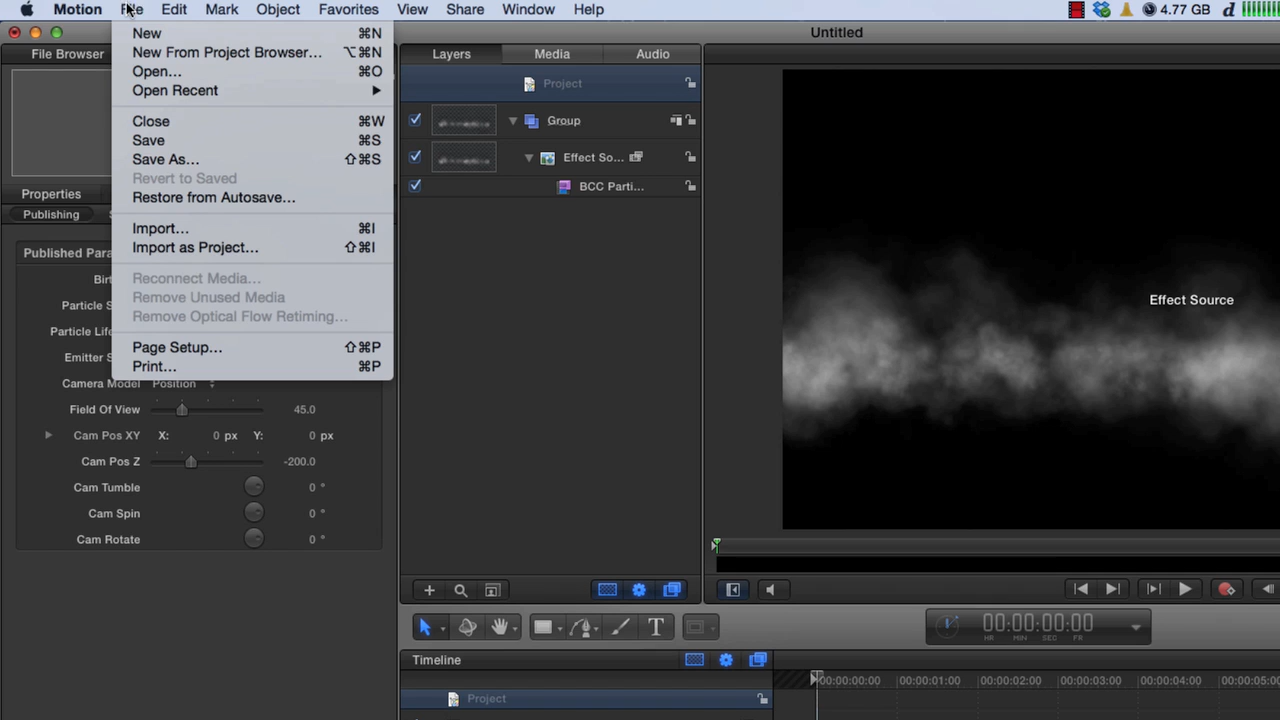 Motion File Edit Mark Object Favorites View Share Window Help 4.77 GB
Untitled
File Browser
Layers Media Audio
New ⌘N
New From Project Browser... ⌥⌘N
Open... ⌘O
Open Recent
Close ⌘W
Save ⌘S
Save As... ⇧⌘S
Revert to Saved
Restore from Autosave...
Import... ⌘I
Import as Project... ⇧⌘I
Reconnect Media...
Remove Unused Media
Remove Optical Flow Retiming...
Page Setup... ⇧⌘P
Print... ⌘P
Properties
Publishing
Published Para
Birt
Particle S
Particle Life
Emitter S
Camera Model Position
Field Of View 45.0
Cam Pos XY X: 0 px Y: 0 px
Cam Pos Z -200.0
Cam Tumble 0 °
Cam Spin 0 °
Cam Rotate 0 °
Project
Group
Effect So...
BCC Parti...
Effect Source
T
00:00:00:00
HR MIN SEC FR
Timeline
00:00:00:00 00:00:01:00 00:00:02:00 00:00:03:00 00:00:04:00 00:00:05:00
Project